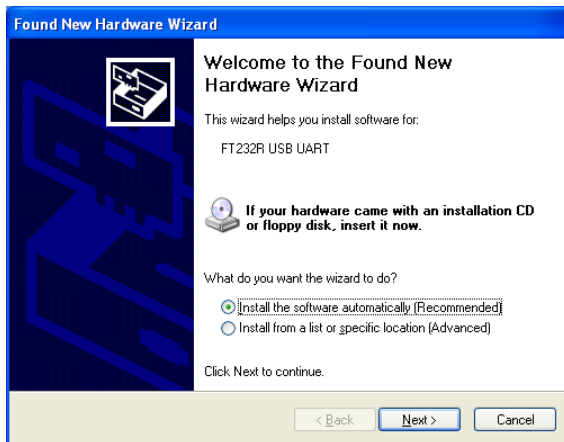 Found New Hardware Wizard
Welcome to the Found New
Hardware Wizard
This wizard helps you install software for:
FT232R USB UART
If your hardware came with an installation CD
or floppy disk, insert it now.
What do you want the wizard to do?
Install the software automatically (Recommended)
Install from a list or specific location (Advanced)
Click Next to continue.
< Back Next > Cancel